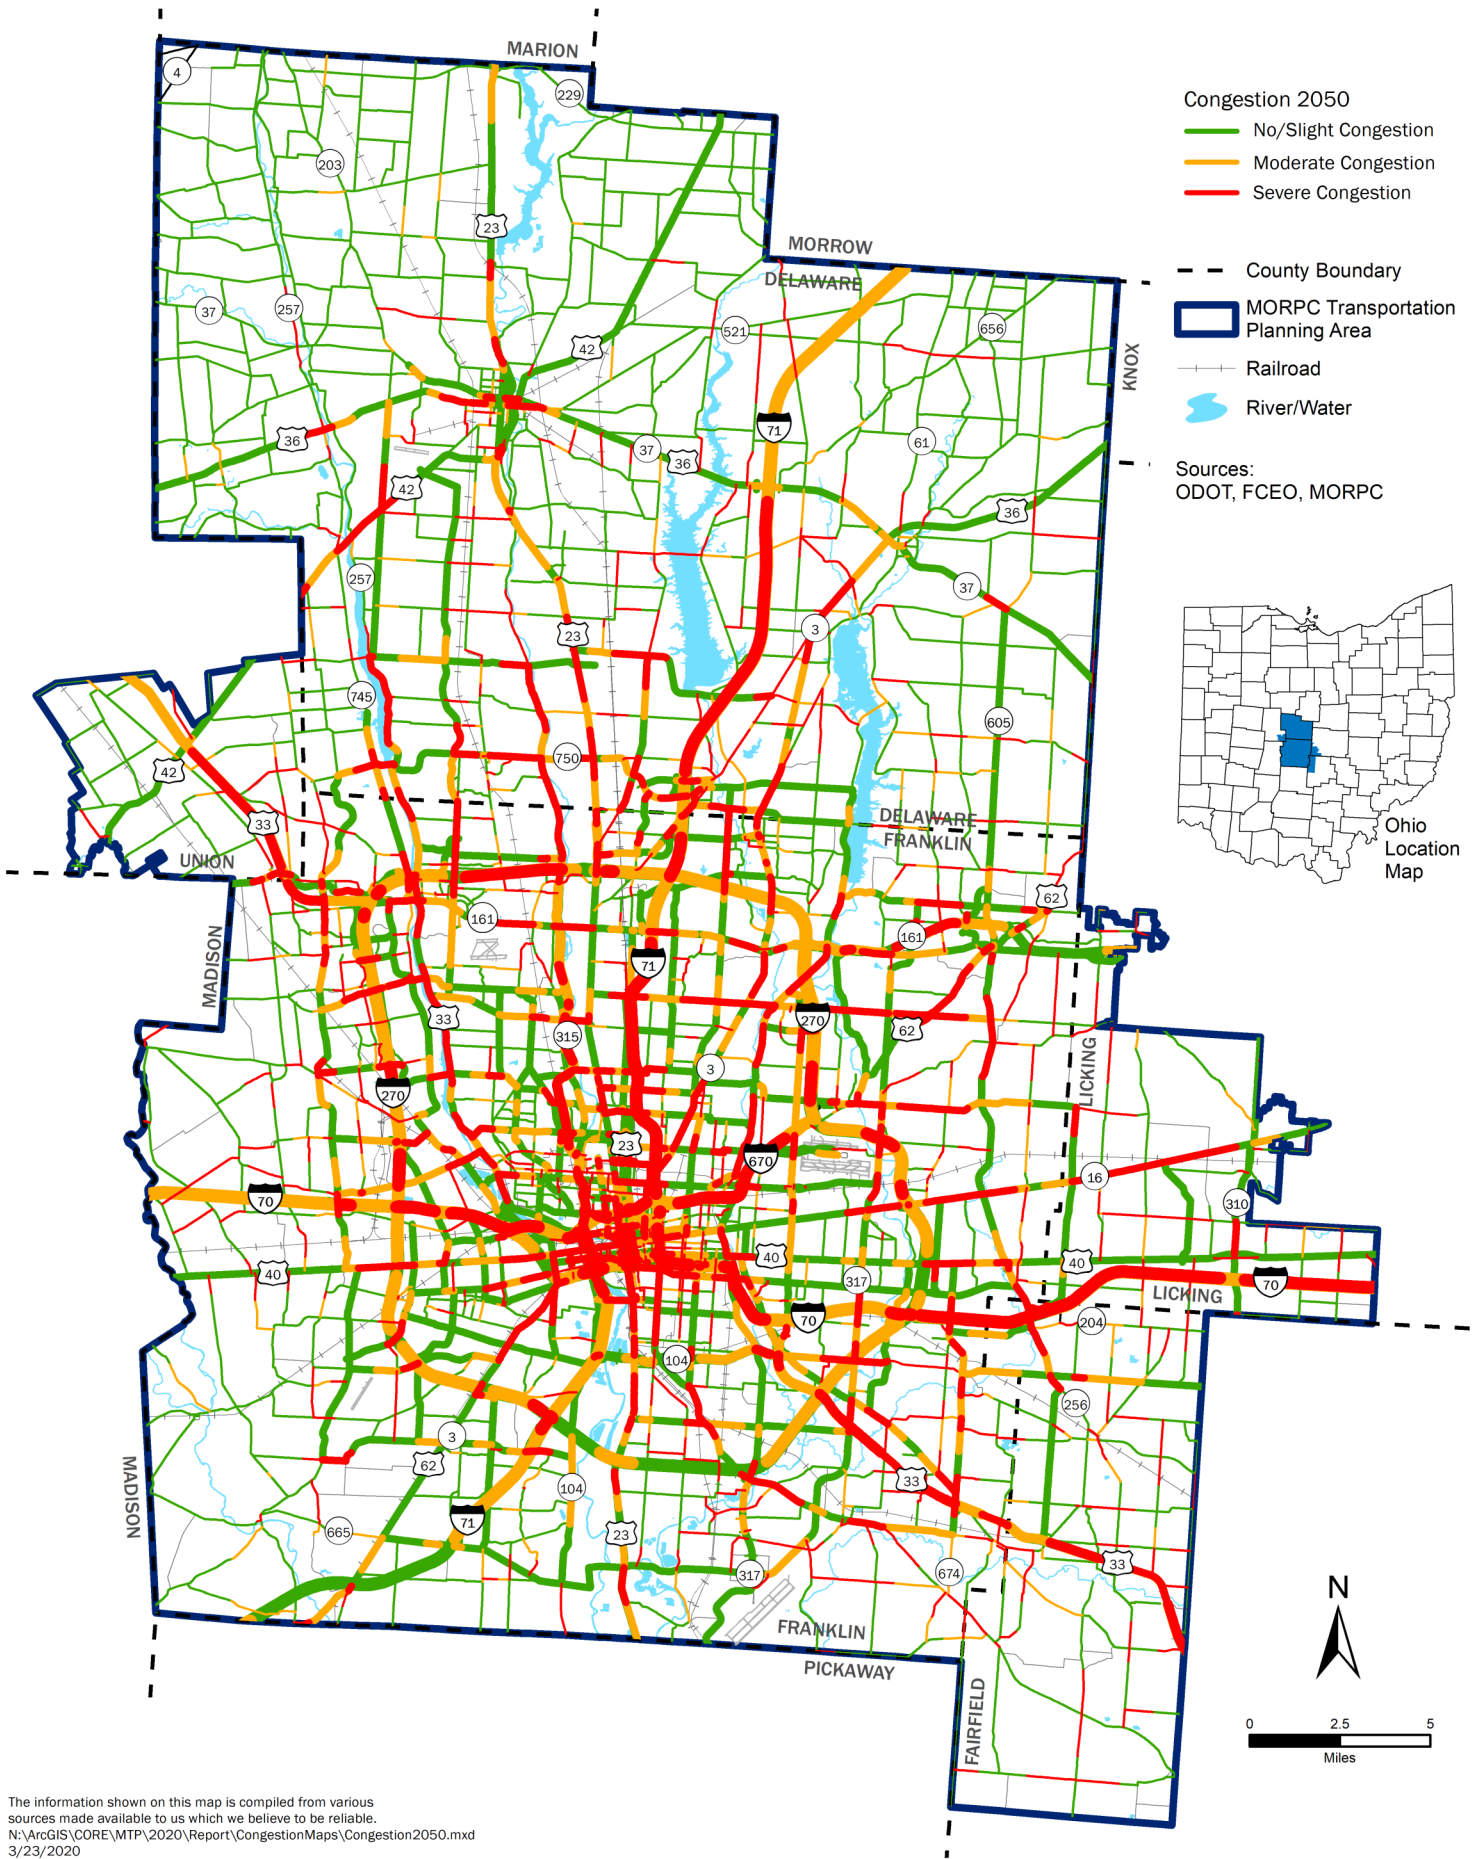 MARION
4
229
Congestion 2050
No/Slight Congestion
Moderate Congestion
Severe Congestion
203
23
MORROW
DELAWARE
County Boundary
MORPC Transportation
Planning Area
37
257
521
656
42
KNOX
Railroad
River/Water
71
36
61
37
36
Sources:
ODOT, FCEO, MORPC
42
36
257
37
23
3
745
605
42
750
33
DELAWARE
FRANKLIN
Ohio
Location
Map
UNION
62
161
161
MADISON
71
33
270
62
315
3
LICKING
270
23
670
16
70
310
40
40
40
317
70
LICKING
70
204
104
256
3
62
33
MADISON
104
71
665
23
33
317
674
N
FRANKLIN
PICKAWAY
FAIRFIELD
0 2.5 5
Miles
The information shown on this map is compiled from various
sources made available to us which we believe to be reliable.
N:\ArcGIS\CORE\MTP\2020\Report\CongestionMaps\Congestion2050.mxd
3/23/2020